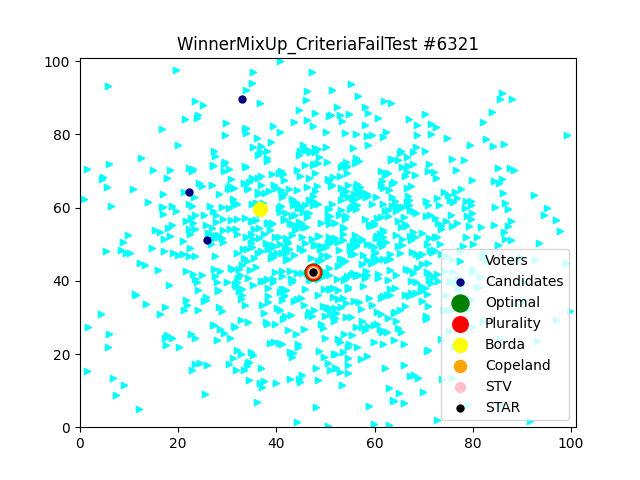 WinnerMixUp_CriteriaFailTest #6321
100
80
60
40
20
0
0 20 40 60 80 100
Voters
Candidates
Optimal
Plurality
Borda
Copeland
STV
STAR